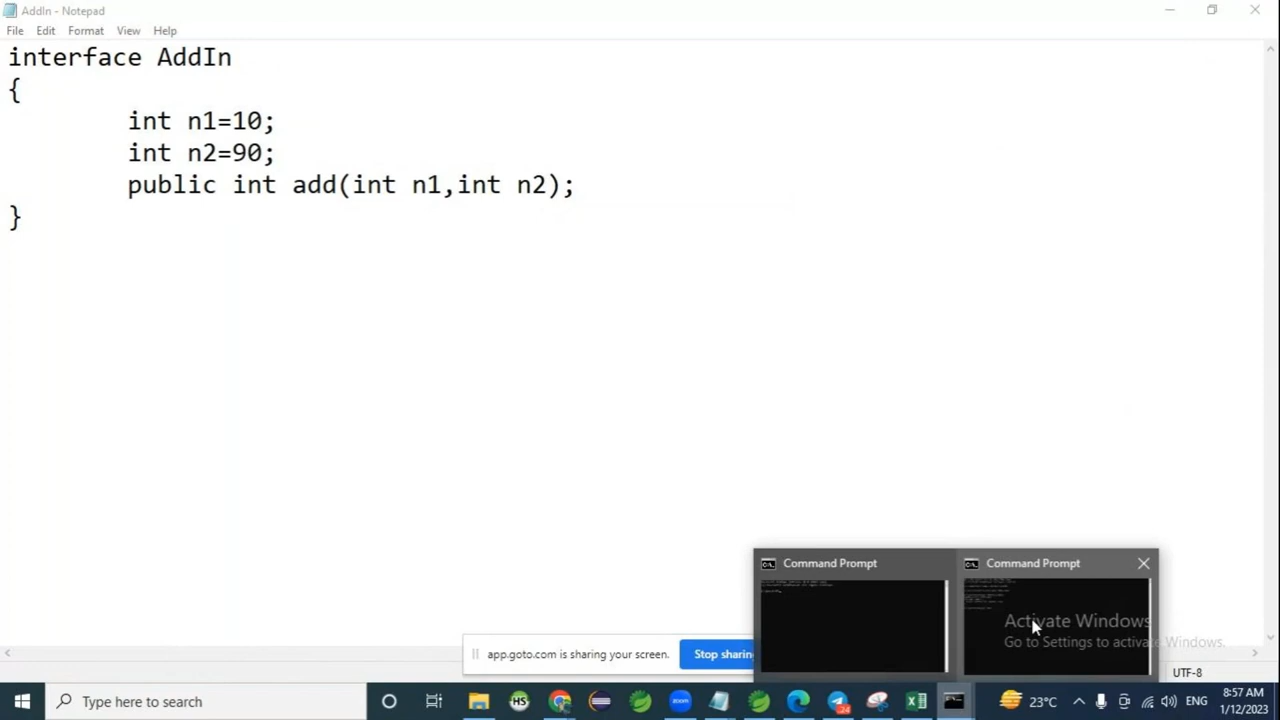 AddIn - Notepad
File Edit Format View Help
interface AddIn
{
int n1=10;
int n2=90;
public int add(int n1,int n2);
}
Command Prompt
Command Prompt
Activate Windows
Go to Settings to activate Windows.
app.goto.com is sharing your screen.
Stop sharin
UTF-8
Type here to search
HS
24
23°C
ENG
8:57 AM
1/12/2023